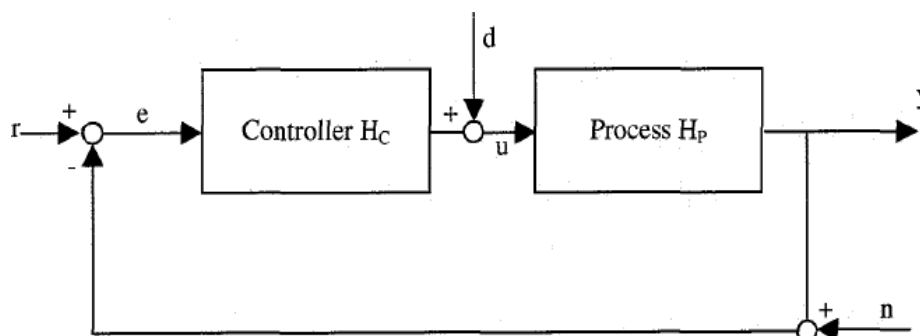 d
r + e Controller H_C + u Process H_P y
-
+ n